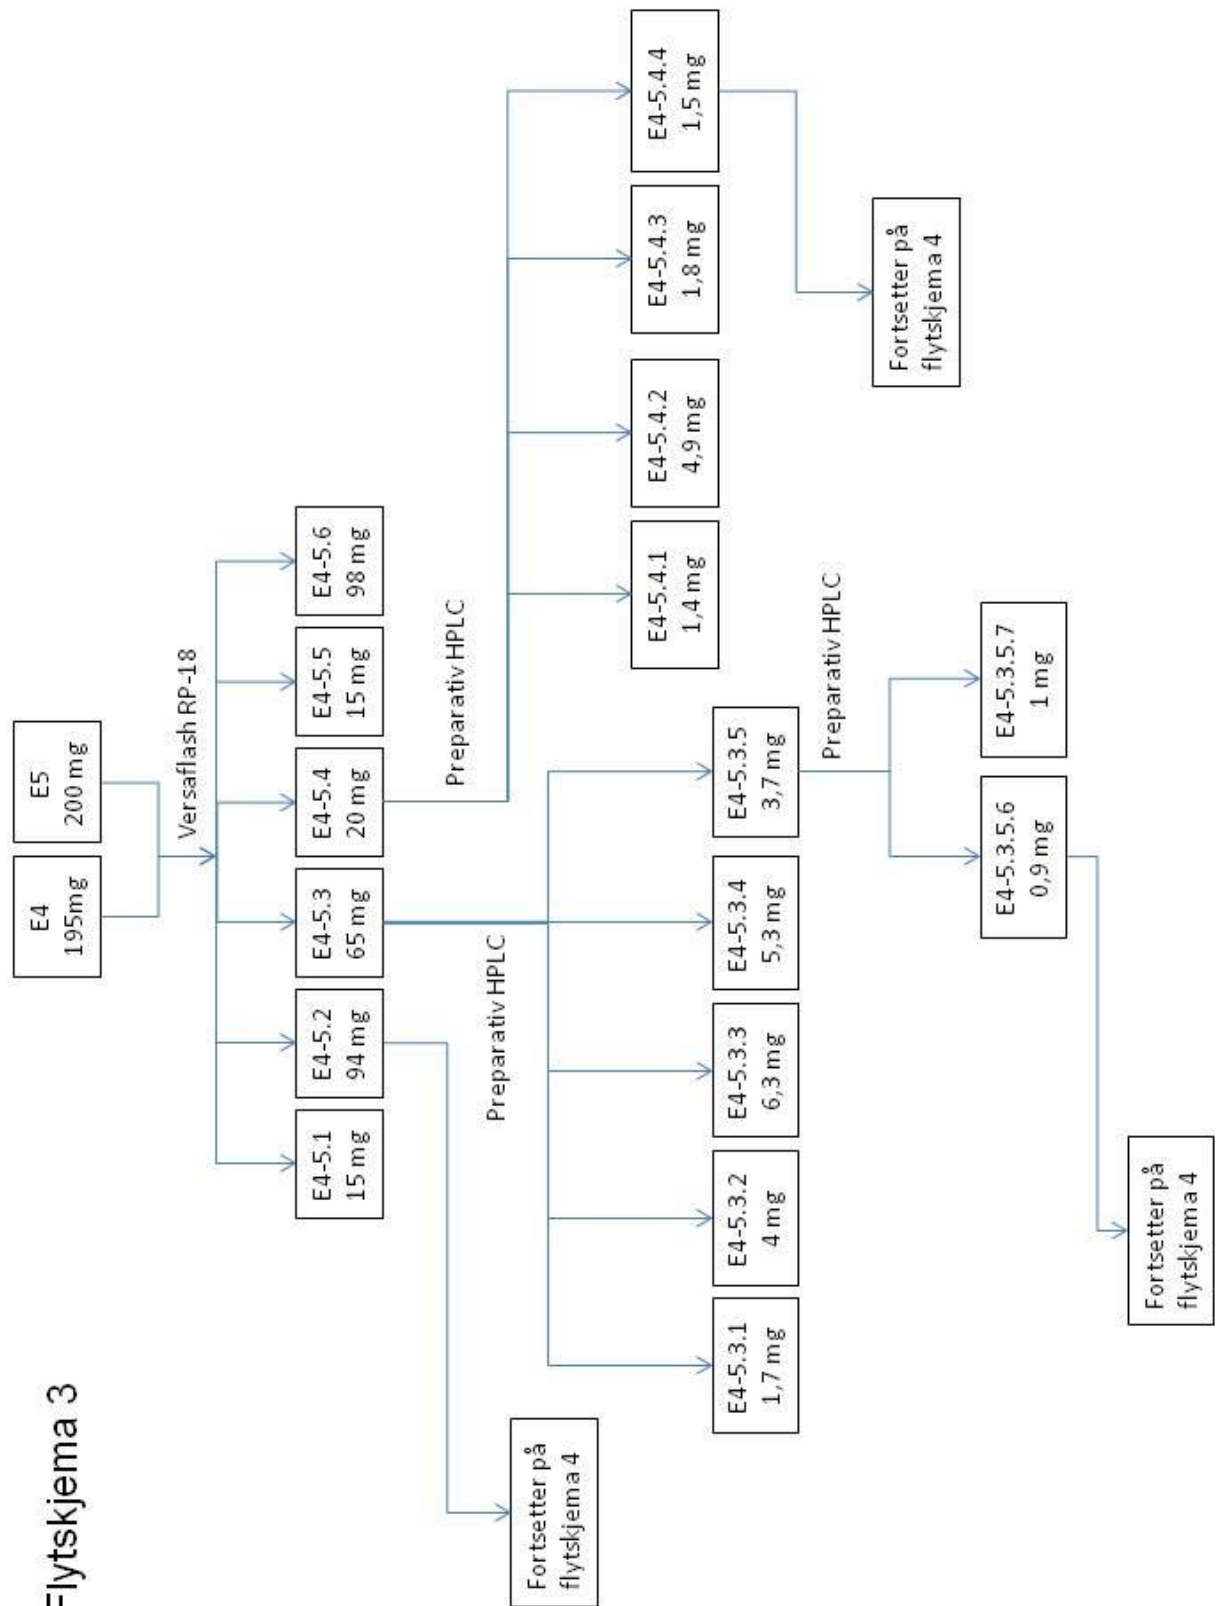 Flytskjema 3
E4
195mg
E5
200 mg
Versaflash RP-18
E4-5.1
15 mg
E4-5.2
94 mg
E4-5.3
65 mg
E4-5.4
20 mg
E4-5.5
15 mg
E4-5.6
98 mg
Preparativ HPLC
Preparativ HPLC
Fortsetter på
flytskjema 4
E4-5.4.1
1,4 mg
E4-5.4.2
4,9 mg
E4-5.4.3
1,8 mg
E4-5.4.4
1,5 mg
E4-5.3.1
1,7 mg
E4-5.3.2
4 mg
E4-5.3.3
6,3 mg
E4-5.3.4
5,3 mg
E4-5.3.5
3,7 mg
Preparativ HPLC
Fortsetter på
flytskjema 4
E4-5.3.5.6
0,9 mg
E4-5.3.5.7
1 mg
Fortsetter på
flytskjema 4